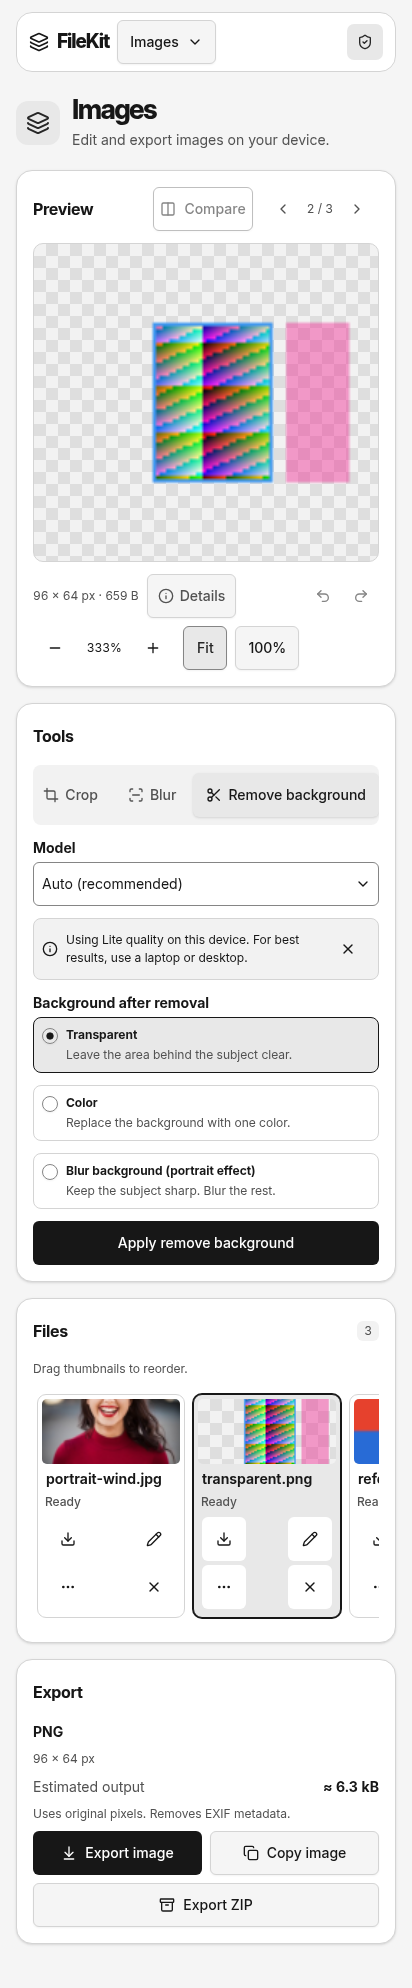 FileKit
Images
Images
Edit and export images on your device.
Preview
Compare
2 / 3
96 × 64 px · 659 B
Details
333%
Fit
100%
Tools
Crop
Blur
Remove background
Model
Auto (recommended)
Using Lite quality on this device. For best
results, use a laptop or desktop.
Background after removal
Transparent
Leave the area behind the subject clear.
Color
Replace the background with one color.
Blur background (portrait effect)
Keep the subject sharp. Blur the rest.
Apply remove background
Files
3
Drag thumbnails to reorder.
portrait-wind.jpg
Ready
transparent.png
Ready
Export
PNG
96 × 64 px
Estimated output
≈ 6.3 kB
Uses original pixels. Removes EXIF metadata.
Export image
Copy image
Export ZIP